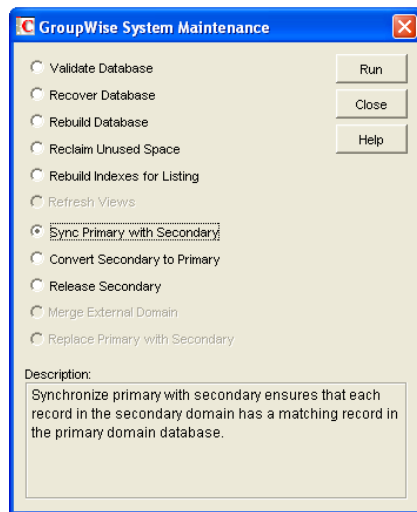 GroupWise System Maintenance
Validate Database
Run
Recover Database
Close
Rebuild Database
Reclaim Unused Space
Help
Rebuild Indexes for Listing
Refresh Views
Sync Primary with Secondary
Convert Secondary to Primary
Release Secondary
Merge External Domain
Replace Primary with Secondary
Description:
Synchronize primary with secondary ensures that each
record in the secondary domain has a matching record in
the primary domain database.